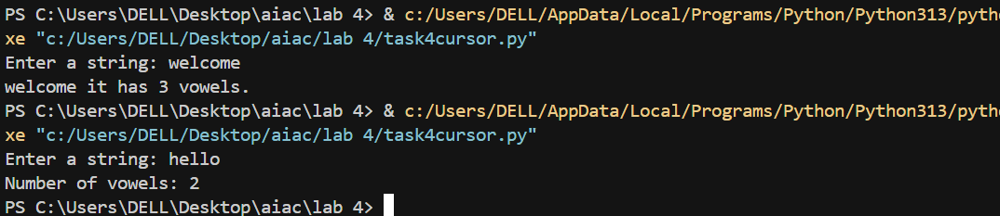 PS C:\Users\DELL\Desktop\aiac\lab 4> & c:/Users/DELL/AppData/Local/Programs/Python/Python313/pytho
xe "c:/Users/DELL/Desktop/aiac/lab 4/task4cursor.py"
Enter a string: welcome
welcome it has 3 vowels.
PS C:\Users\DELL\Desktop\aiac\lab 4> & c:/Users/DELL/AppData/Local/Programs/Python/Python313/pytho
xe "c:/Users/DELL/Desktop/aiac/lab 4/task4cursor.py"
Enter a string: hello
Number of vowels: 2
PS C:\Users\DELL\Desktop\aiac\lab 4>